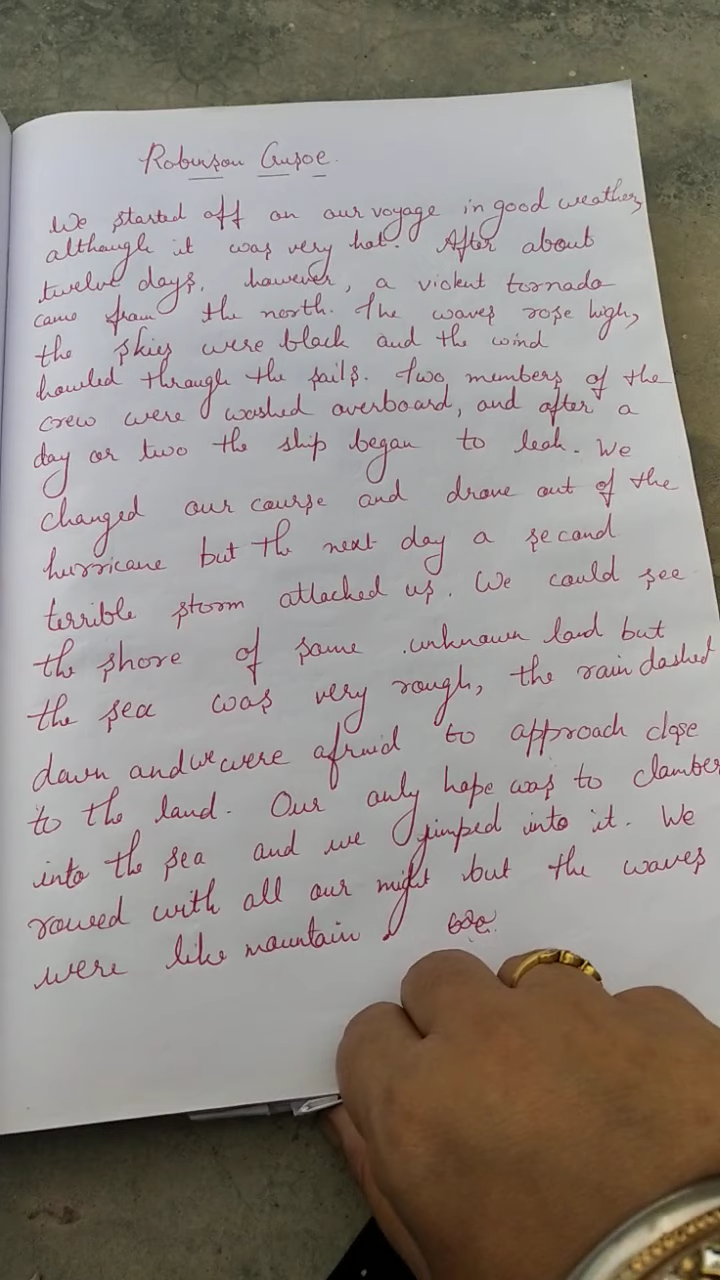 Robinson Crusoe.
We started off on our voyage in good weather,
although it was very hot. After about
twelve days, however, a violent tornado
came from the north. The waves rose high,
the skies were black and the wind
howled through the sails. Two members of the
crew were washed overboard, and after a
day or two the ship began to leak. We
changed our course and drove out of the
hurricane but the next day a second
terrible storm attacked us. We could see
the shore of some unknown land but
the sea was very rough, the rain dashed
down and we were afraid to approach close
to the land. Our only hope was to clamber
into the sea and we jumped into it. We
rowed with all our might but the waves
were like mountain